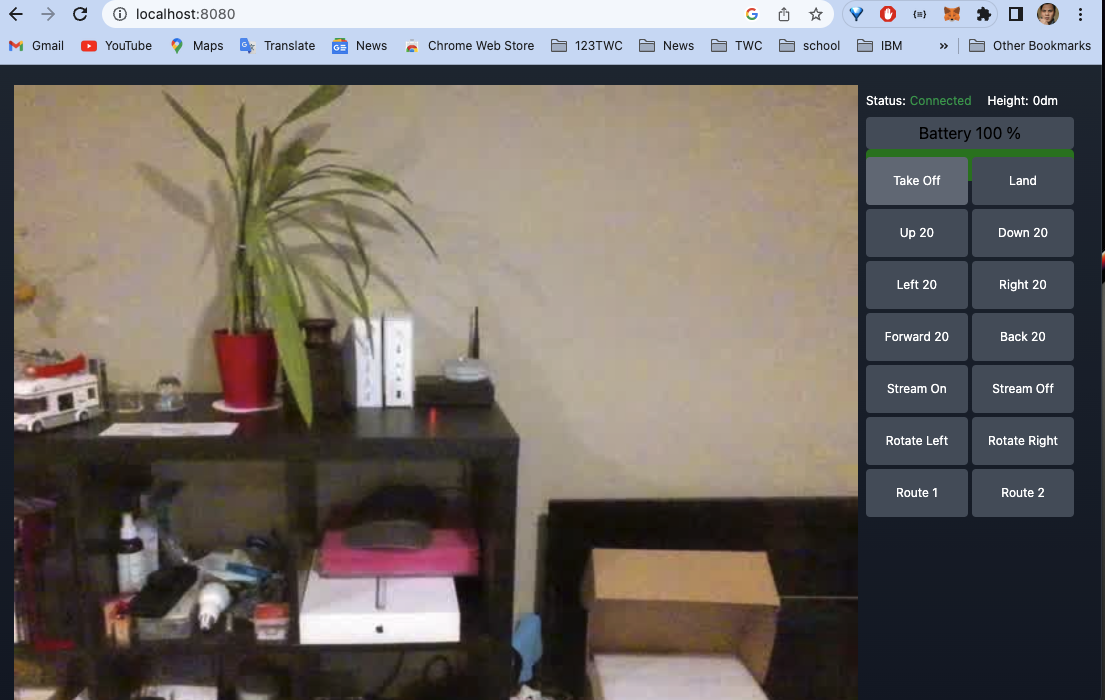 localhost:8080
Gmail YouTube Maps Translate News Chrome Web Store 123TWC News TWC school IBM » Other Bookmarks
Status: Connected Height: 0dm
Battery 100 %
Take Off Land
Up 20 Down 20
Left 20 Right 20
Forward 20 Back 20
Stream On Stream Off
Rotate Left Rotate Right
Route 1 Route 2